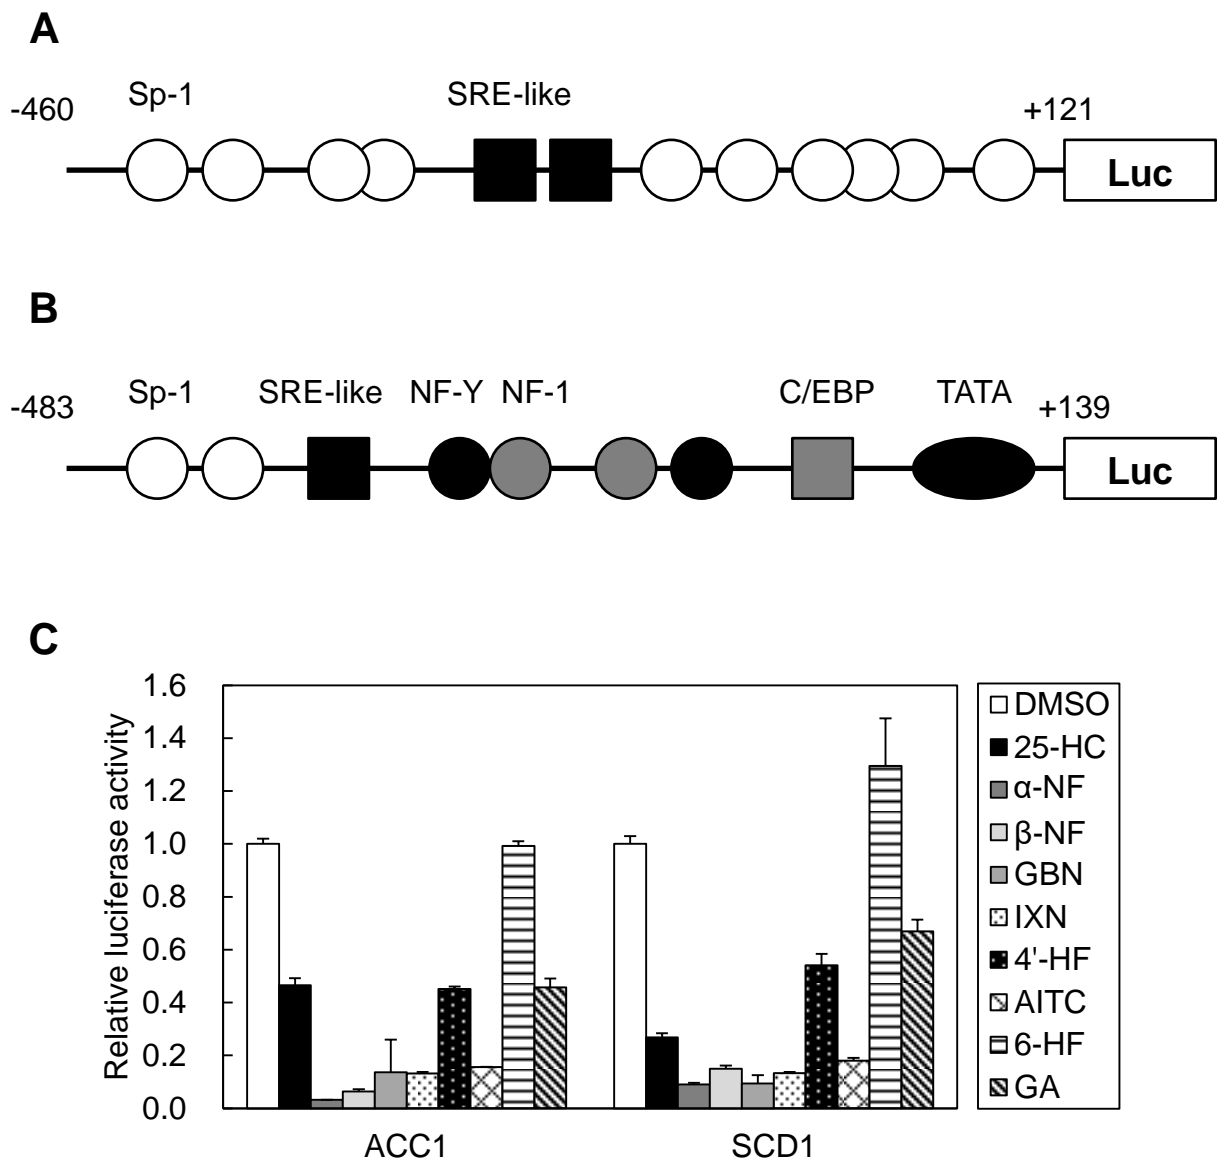 A
Sp-1 SRE-like
-460 +121
Luc
B
Sp-1 SRE-like NF-Y NF-1 C/EBP TATA
-483 +139
Luc
C
Relative luciferase activity
1.6
1.4
1.2
1.0
0.8
0.6
0.4
0.2
0.0
ACC1 SCD1
DMSO
25-HC
α-NF
β-NF
GBN
IXN
4'-HF
AITC
6-HF
GA